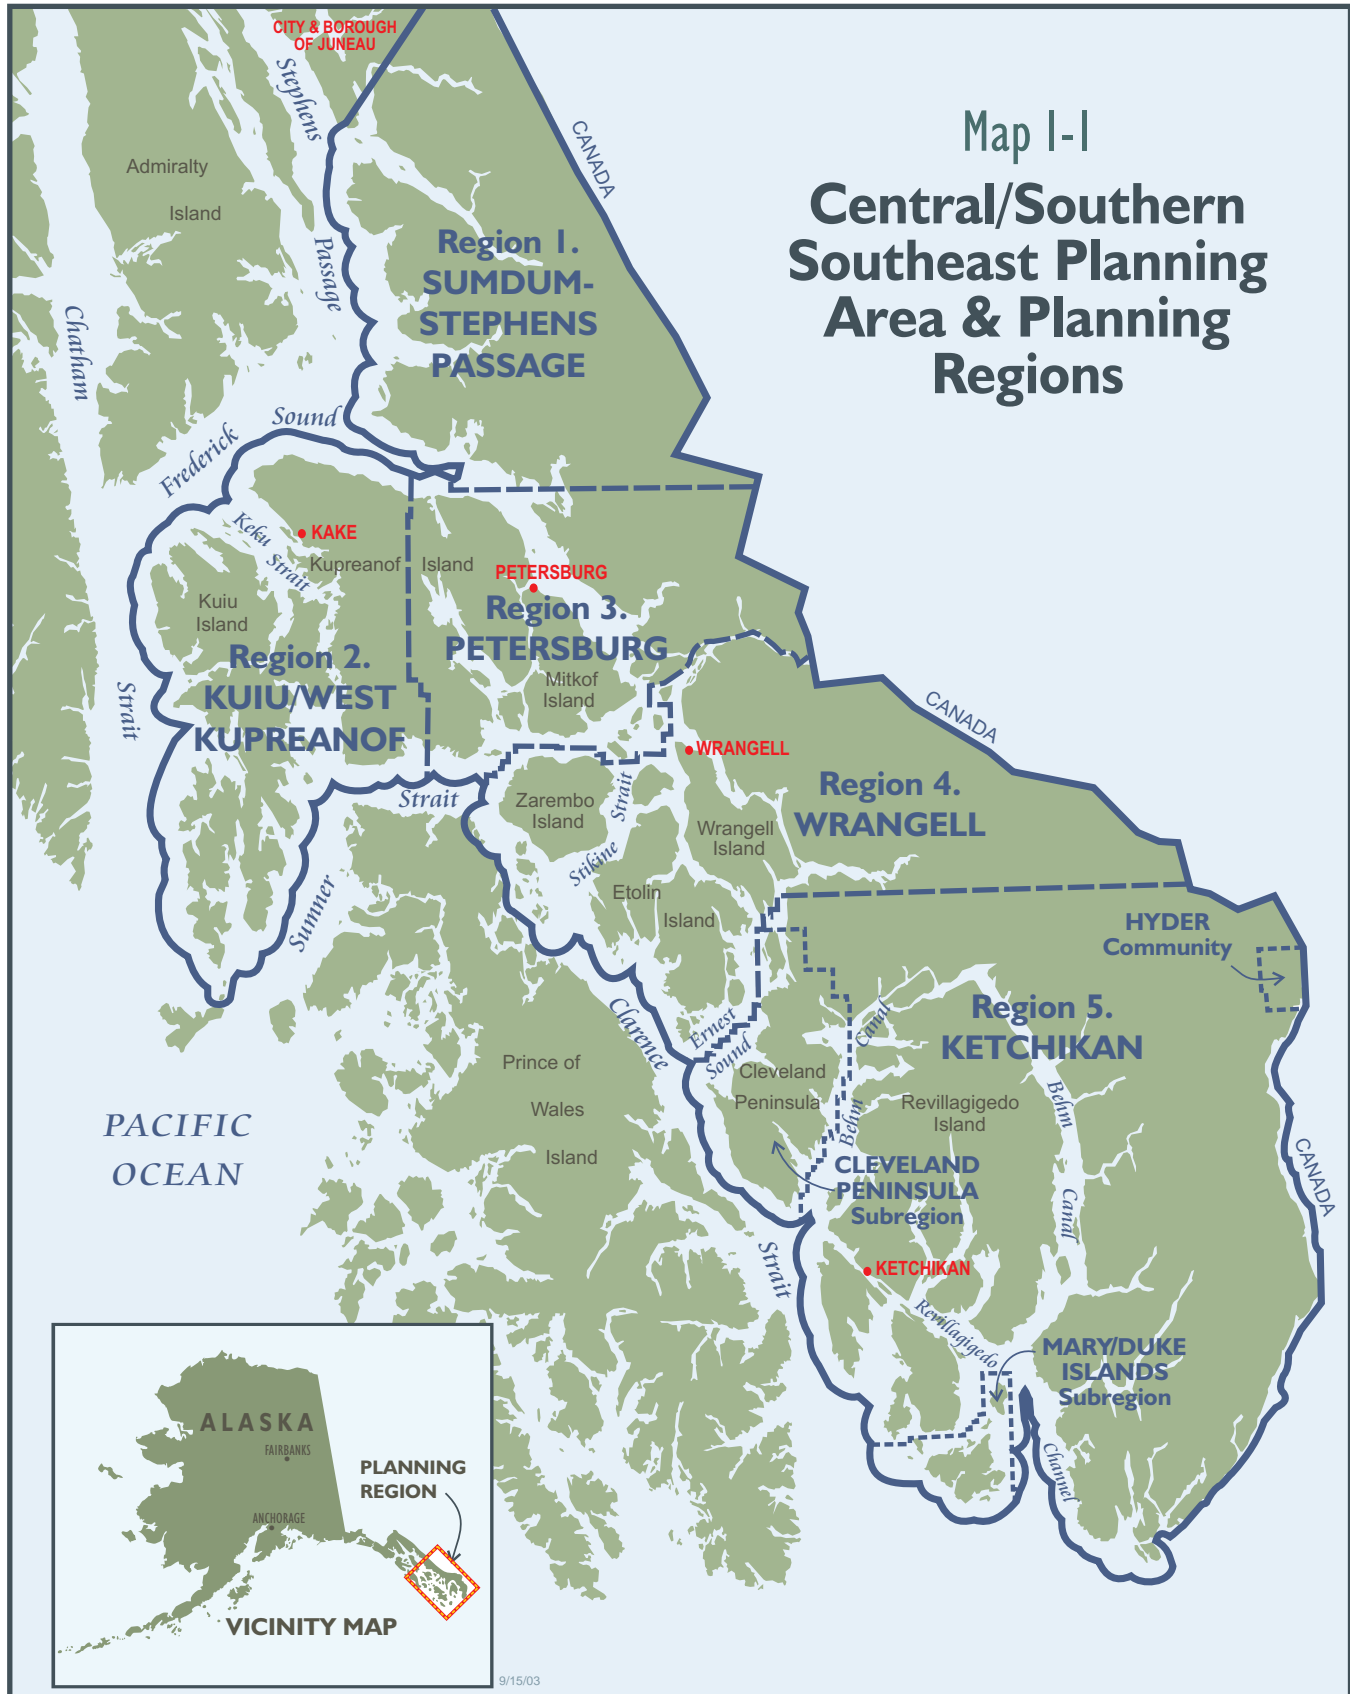 CITY & BOROUGH
OF JUNEAU
Stephens
Passage
CANADA
Map 1-1
Central/Southern
Southeast Planning
Area & Planning
Regions
Admiralty
Island
Region 1.
SUMDUM-
STEPHENS
PASSAGE
Chatham
Strait
Frederick
Sound
Keku
Strait
KAKE
Kupreanof
Island
PETERSBURG
Region 3.
PETERSBURG
Kuiu
Island
Region 2.
KUIU/WEST
KUPREANOF
Mitkof
Island
CANADA
WRANGELL
Region 4.
WRANGELL
Strait
Sumner
Zarembo
Island
Strait
Stikine
Wrangell
Island
Etolin
Island
HYDER
Community
Region 5.
KETCHIKAN
Clarence
Strait
Ernest
Sound
Canal
Behm
Cleveland
Peninsula
Prince of
Wales
Island
Revillagigedo
Island
Behm
Canal
CANADA
PACIFIC
OCEAN
CLEVELAND
PENINSULA
Subregion
KETCHIKAN
Revillagigedo
Channel
MARY/DUKE
ISLANDS
Subregion
ALASKA
FAIRBANKS
ANCHORAGE
PLANNING
REGION
VICINITY MAP
9/15/03